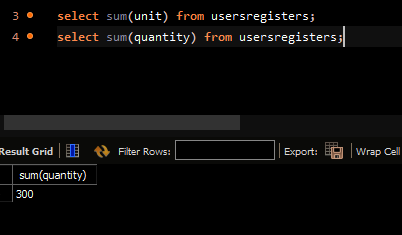 3 select sum(unit) from usersregisters;
4 select sum(quantity) from usersregisters;
Result Grid Filter Rows: Export: Wrap Cell
sum(quantity)
300